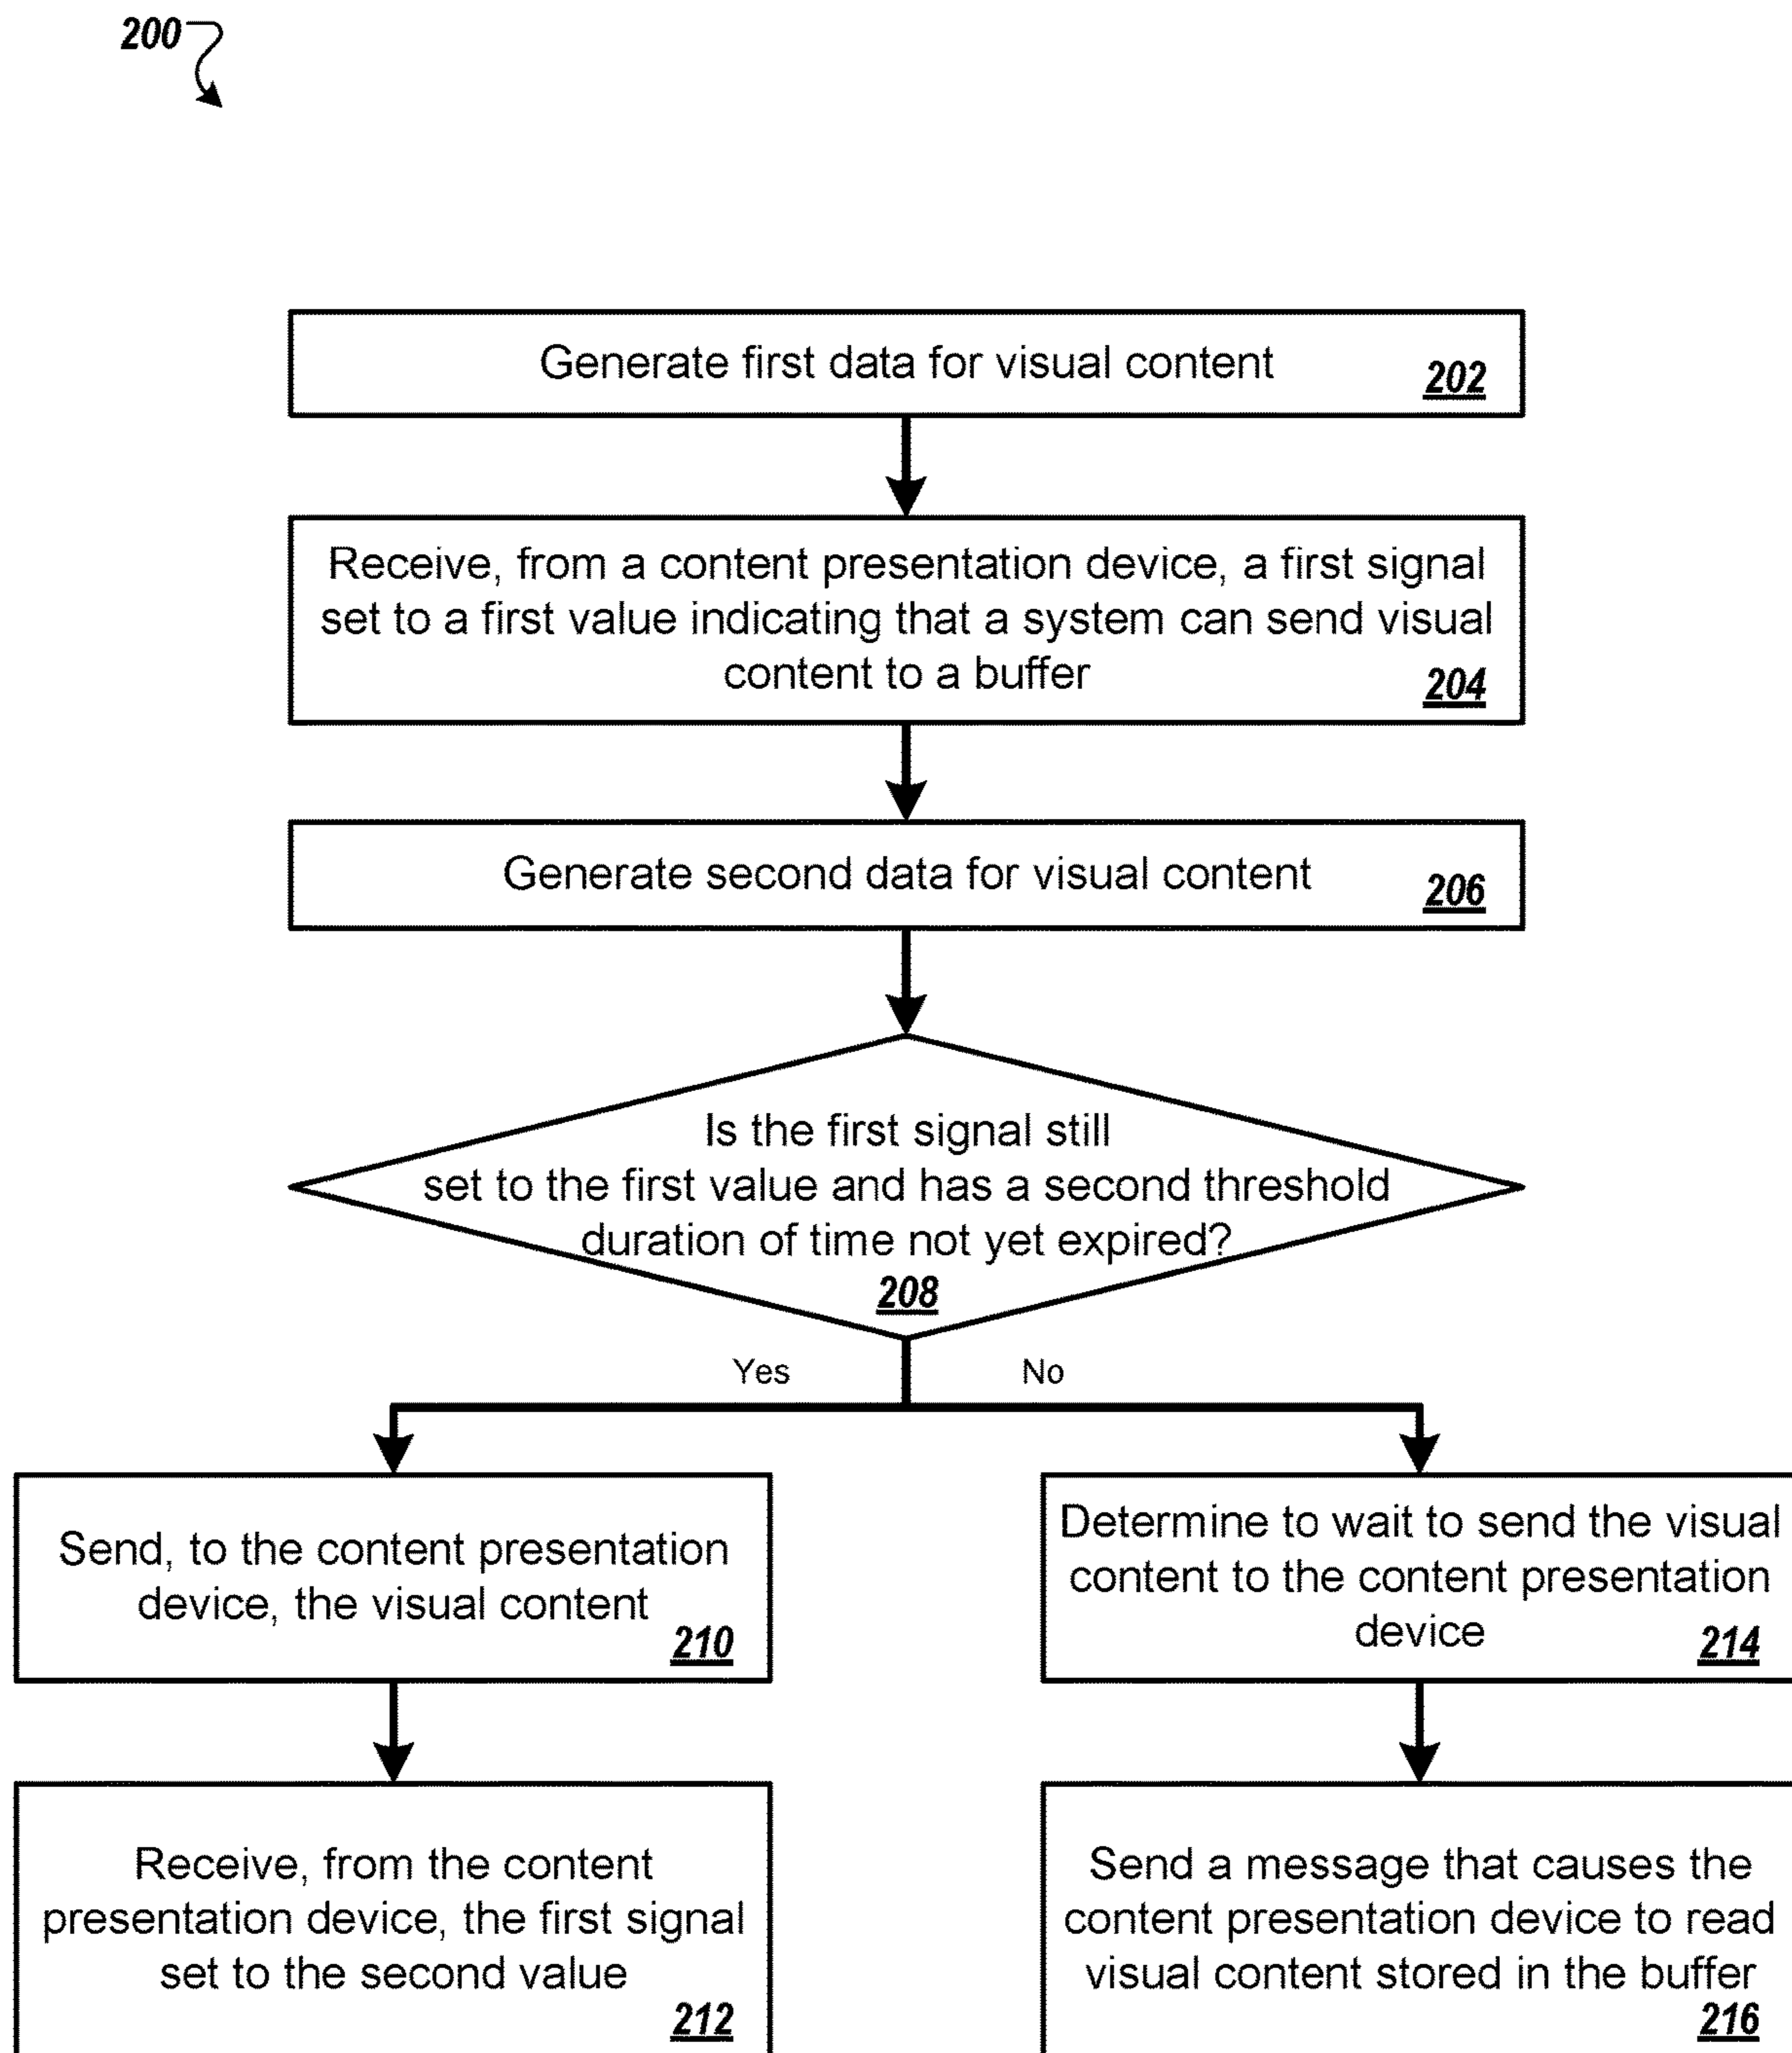 200
Generate first data for visual content
202
Receive, from a content presentation device, a first signal
set to a first value indicating that a system can send visual
content to a buffer
204
Generate second data for visual content
206
Is the first signal still
set to the first value and has a second threshold
duration of time not yet expired?
208
Yes
No
Send, to the content presentation
device, the visual content
210
Determine to wait to send the visual
content to the content presentation
device
214
Receive, from the content
presentation device, the first signal
set to the second value
212
Send a message that causes the
content presentation device to read
visual content stored in the buffer
216